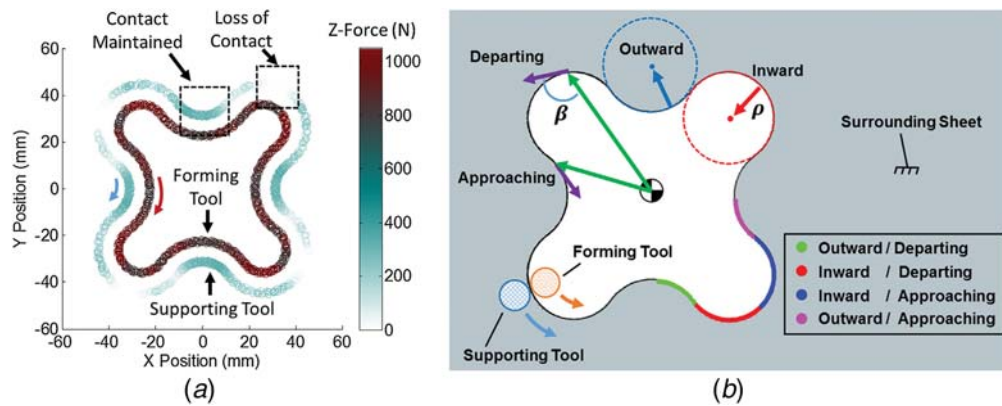 (a)
Contact
Maintained
Loss of
Contact
Z-Force (N)
60
40
20
0
-20
-40
-60
Y Position (mm)
Forming
Tool
Supporting Tool
-60 -40 -20 0 20 40 60
X Position (mm)
1000
800
600
400
200
0
(a)
Departing
Outward
Inward
β
ρ
Approaching
Surrounding Sheet
Forming Tool
Supporting Tool
Outward / Departing
Inward / Departing
Inward / Approaching
Outward / Approaching
(b)